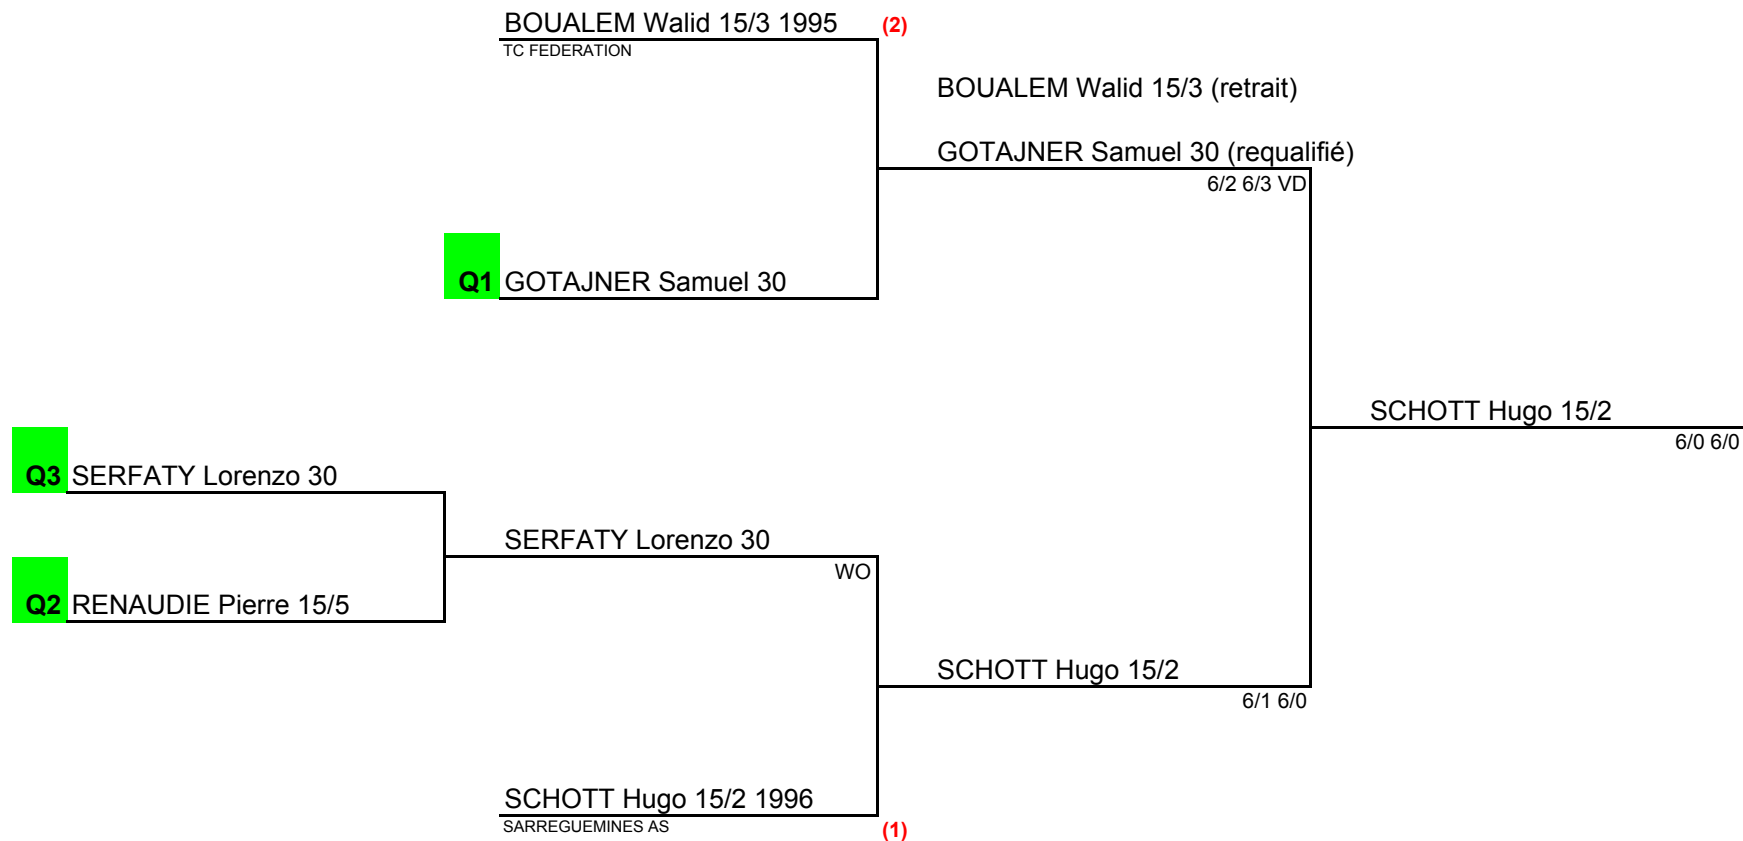 BOUALEM Walid 15/3 1995 (2)
TC FEDERATION
BOUALEM Walid 15/3 (retrait)
GOTAJNER Samuel 30 (requalifié)
6/2 6/3 VD
Q1 GOTAJNER Samuel 30
SCHOTT Hugo 15/2
6/0 6/0
Q3 SERFATY Lorenzo 30
SERFATY Lorenzo 30
WO
Q2 RENAUDIE Pierre 15/5
SCHOTT Hugo 15/2
6/1 6/0
SCHOTT Hugo 15/2 1996
SARREGUEMINES AS (1)